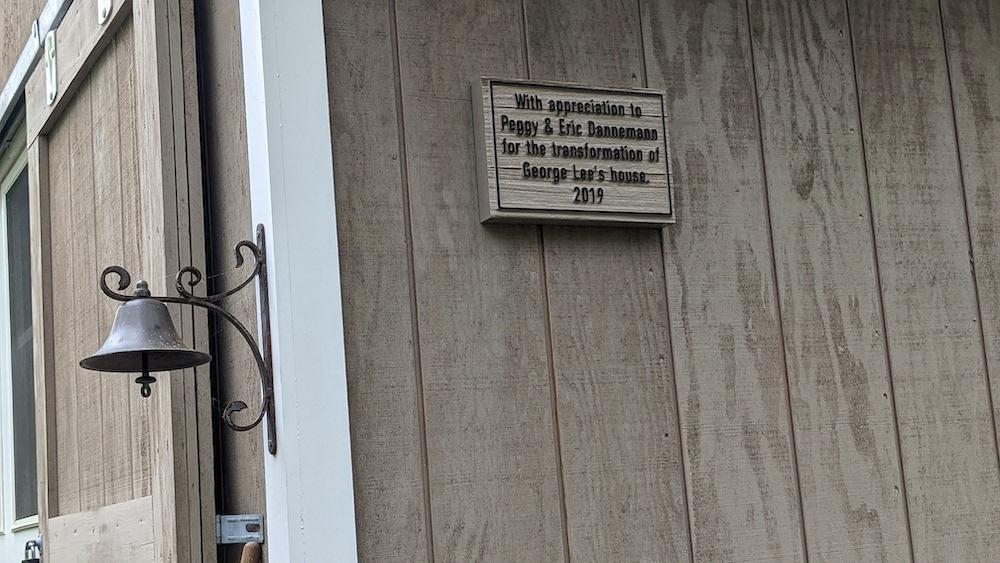 With appreciation to
Peggy & Eric Dannemann
for the transformation of
George Lee's house.
2019